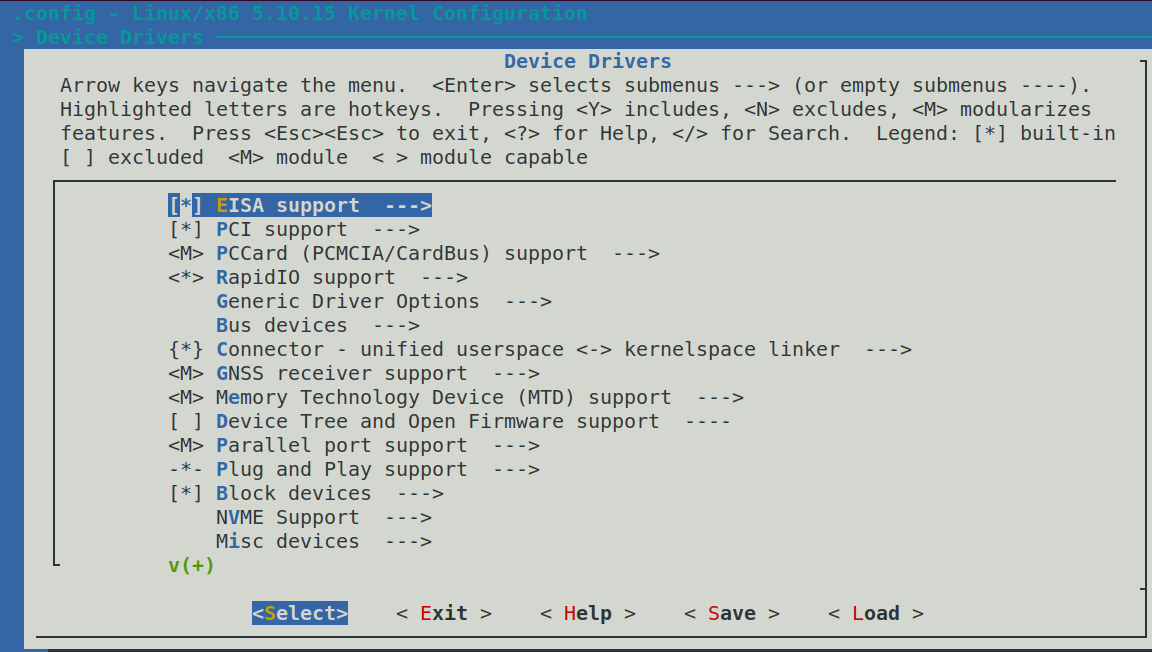 .config - Linux/x86 5.10.15 Kernel Configuration
> Device Drivers
Device Drivers
Arrow keys navigate the menu.  <Enter> selects submenus ---> (or empty submenus ----).
Highlighted letters are hotkeys.  Pressing <Y> includes, <N> excludes, <M> modularizes
features.  Press <Esc><Esc> to exit, <?> for Help, </> for Search.  Legend: [*] built-in
[ ] excluded  <M> module  < > module capable
[*] EISA support  --->
[*] PCI support  --->
<M> PCCard (PCMCIA/CardBus) support  --->
<*> RapidIO support  --->
Generic Driver Options  --->
Bus devices  --->
{*} Connector - unified userspace <-> kernelspace linker  --->
<M> GNSS receiver support  --->
<M> Memory Technology Device (MTD) support  --->
[ ] Device Tree and Open Firmware support  ----
<M> Parallel port support  --->
-*- Plug and Play support  --->
[*] Block devices  --->
NVME Support  --->
Misc devices  --->
v(+)
<Select>    < Exit >    < Help >    < Save >    < Load >